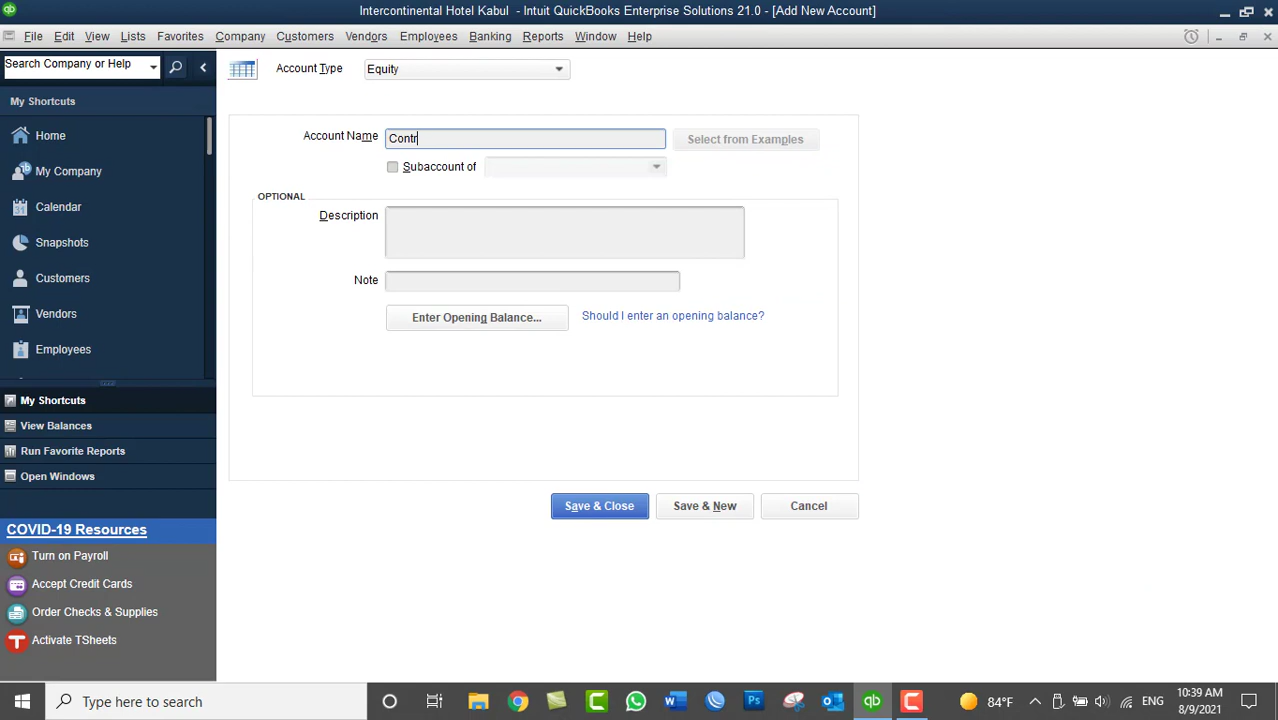 Intercontinental Hotel Kabul - Intuit QuickBooks Enterprise Solutions 21.0 - [Add New Account]
File Edit View Lists Favorites Company Customers Vendors Employees Banking Reports Window Help
Search Company or Help
Account Type Equity
My Shortcuts
Home
My Company
Calendar
Snapshots
Customers
Vendors
Employees
Account Name Contr Select from Examples
Subaccount of
OPTIONAL
Description
Note
Enter Opening Balance... Should I enter an opening balance?
Save & Close Save & New Cancel
My Shortcuts
View Balances
Run Favorite Reports
Open Windows
COVID-19 Resources
Turn on Payroll
Accept Credit Cards
Order Checks & Supplies
Activate TSheets
Type here to search
84°F ENG 10:39 AM
8/9/2021